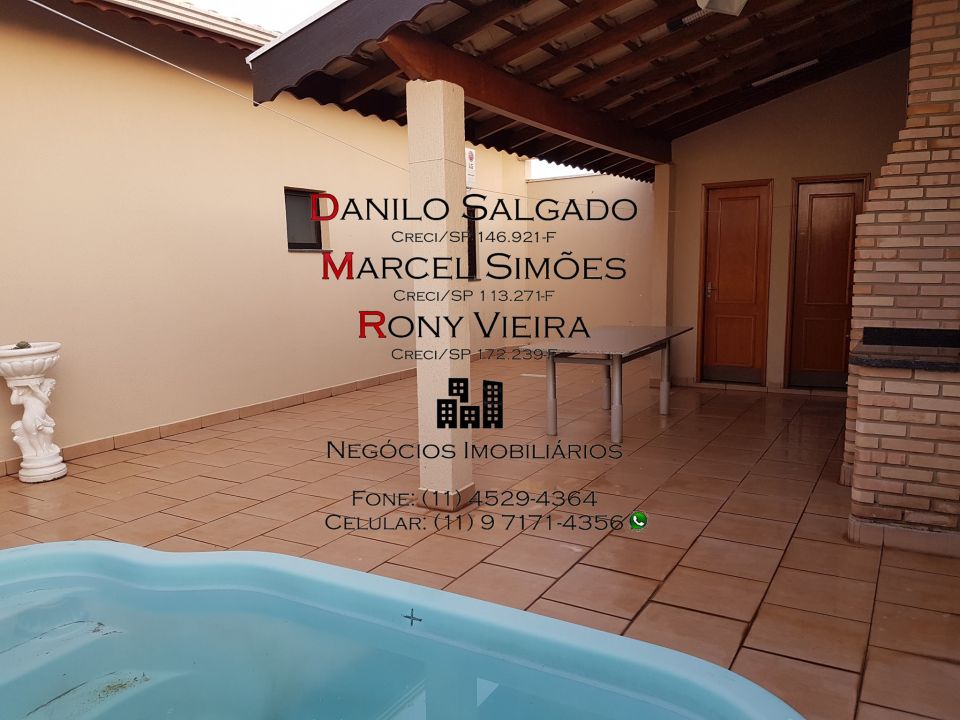 Danilo Salgado
Creci/SP 146.921-F
Marcel Simões
Creci/SP 113.271-F
Rony Vieira
Creci/SP 172.239-F
Negócios Imobiliários
Fone: (11) 4529-4364
Celular: (11) 9 7171-4356